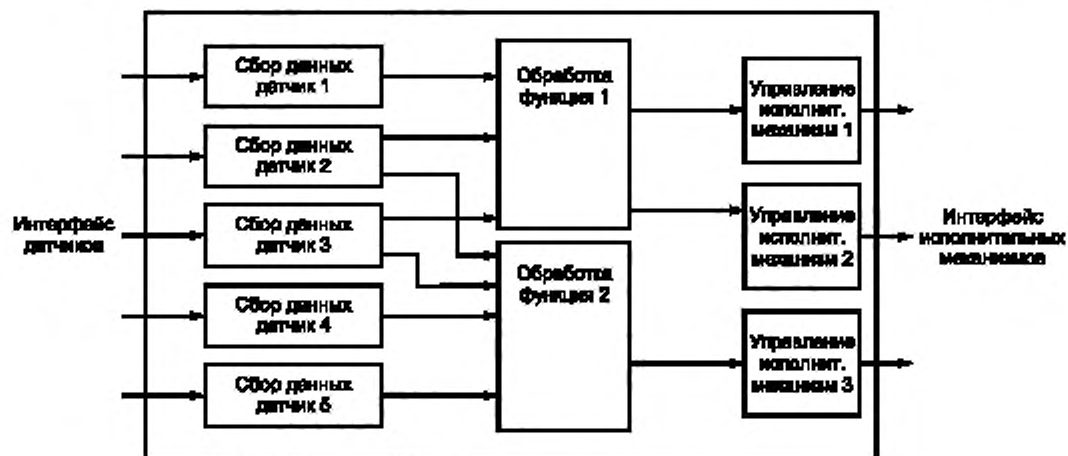 Интерфейс
датчиков
Сбор данных
датчик 1
Сбор данных
датчик 2
Сбор данных
датчик 3
Сбор данных
датчик 4
Сбор данных
датчик 5
Обработка
функция 1
Обработка
функция 2
Управление
исполнит.
механизм 1
Управление
исполнит.
механизм 2
Управление
исполнит.
механизм 3
Интерфейс
исполнительных
механизмов